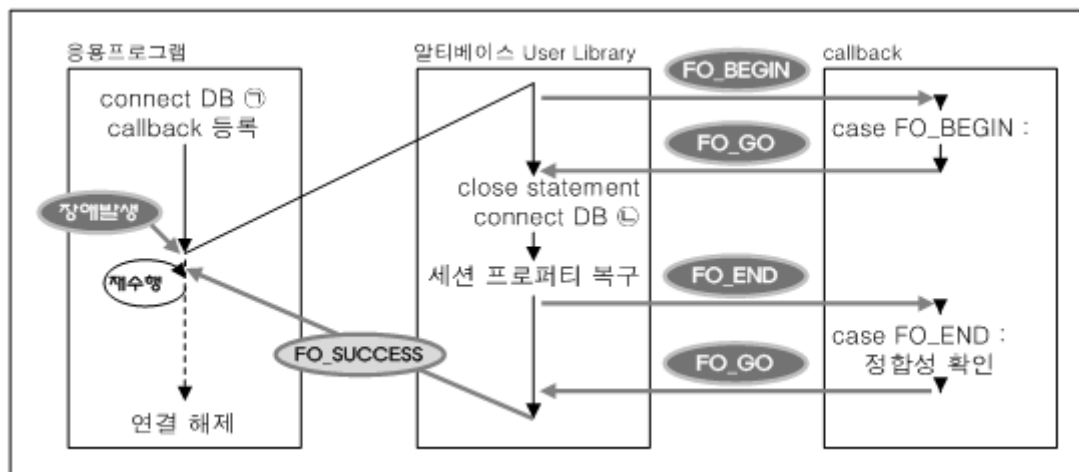 응용프로그램
connect DB ㉠
callback 등록
장애발생
재수행
연결 해제
알티베이스 User Library
close statement
connect DB ㉡
세션 프로퍼티 복구
FO_SUCCESS
FO_BEGIN
FO_GO
FO_END
FO_GO
callback
case FO_BEGIN :
case FO_END :
정합성 확인